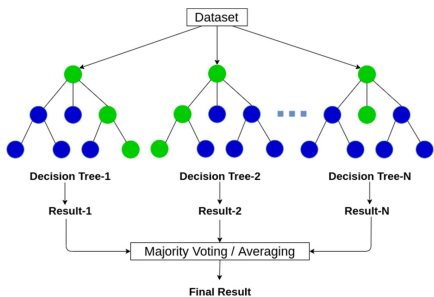 Dataset
Decision Tree-1
Decision Tree-2
Decision Tree-N
Result-1
Result-2
Result-N
Majority Voting / Averaging
Final Result